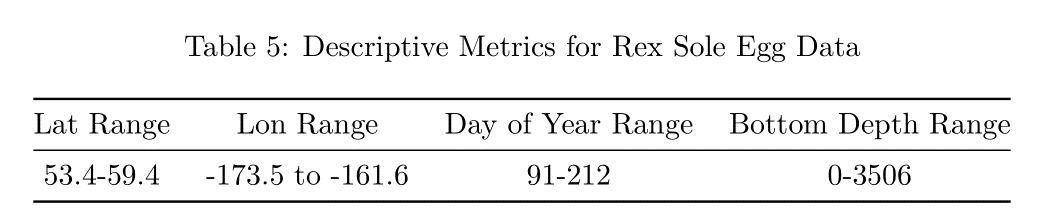 Table 5: Descriptive Metrics for Rex Sole Egg Data
Lat Range Lon Range Day of Year Range Bottom Depth Range
53.4-59.4 -173.5 to -161.6 91-212 0-3506